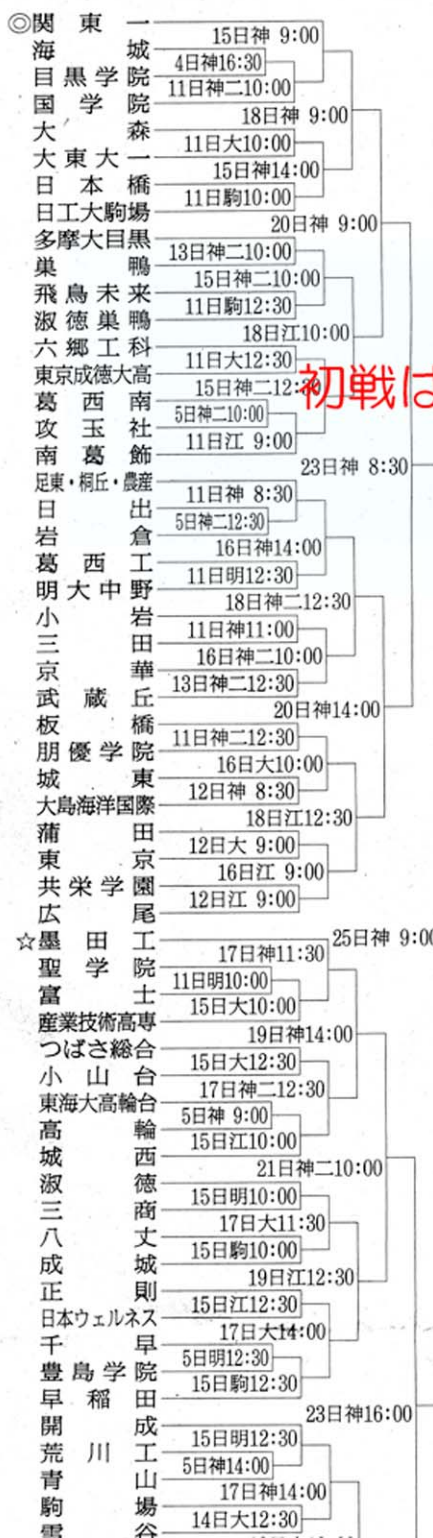 ◎関東一
15日神 9:00
海城
4日神16:30
目黒学院
11日神二10:00
国学院
18日神 9:00
大森
11日大10:00
大東大一
15日神14:00
日本橋
11日駒10:00
日工大駒場
20日神 9:00
多摩大目黒
13日神二10:00
巣鴨
15日神二10:00
飛鳥未来
11日駒12:30
淑徳巣鴨
18日江10:00
六郷工科
11日大12:30
東京成徳大高
15日神二12:30
初戦は
葛西南
5日神二10:00
攻玉社
11日江 9:00
南葛飾
23日神 8:30
足東・桐丘・農産
11日神 8:30
日出
5日神二12:30
岩倉
16日神14:00
葛西工
11日明12:30
明大中野
18日神二12:30
小岩
11日神11:00
三田
16日神二10:00
京華
13日神二12:30
武蔵丘
20日神14:00
板橋
11日神二12:30
朋優学院
16日大10:00
城東
12日神 8:30
大島海洋国際
18日江12:30
蒲田
12日大 9:00
東京
16日江 9:00
共栄学園
12日江 9:00
広尾
25日神 9:00
☆墨田工
17日神11:30
聖学院
11日明10:00
富士
15日大10:00
産業技術高専
19日神14:00
つばさ総合
15日大12:30
小山台
17日神二12:30
東海大高輪台
5日神 9:00
高輪
15日江10:00
城西
21日神二10:00
淑徳
15日明10:00
三商
17日大11:30
八丈
15日駒10:00
成城
19日江12:30
正則
15日江12:30
日本ウェルネス
17日大14:00
千早
5日明12:30
豊島学院
15日駒12:30
早稲田
23日神16:00
開成
15日明12:30
荒川工
5日神14:00
青山
17日神14:00
駒場
14日大12:30